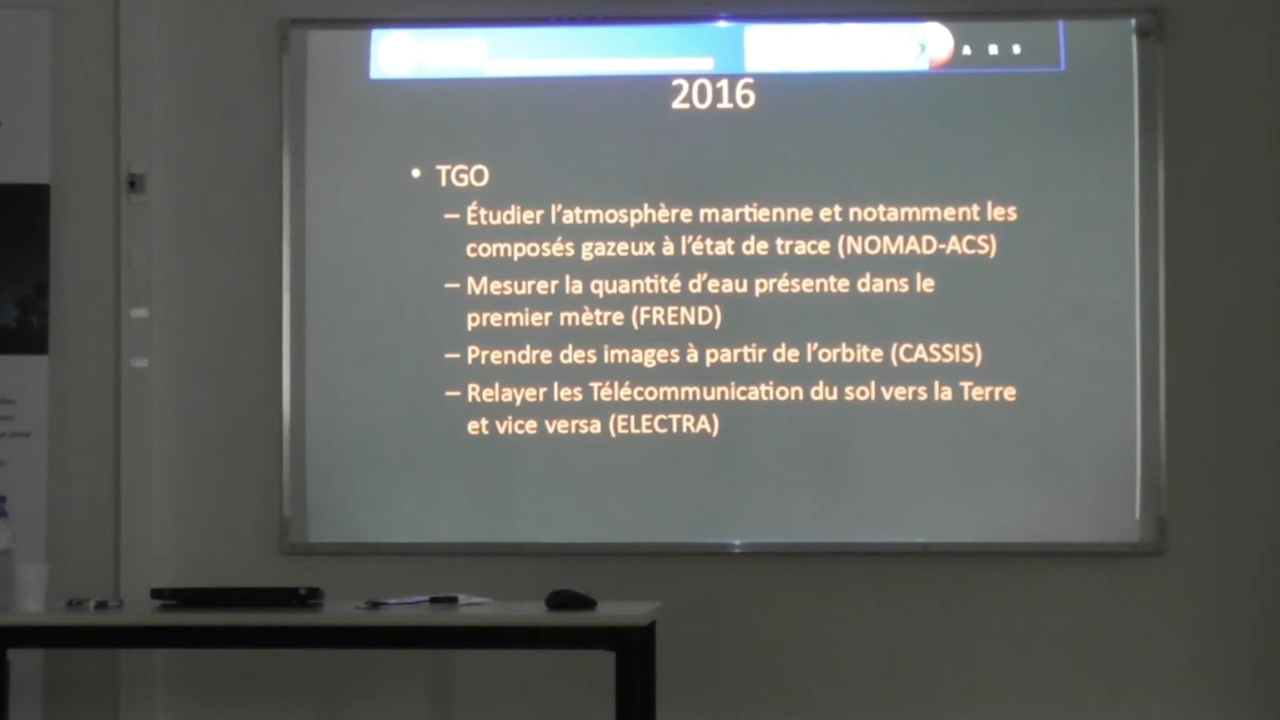 A R S
2016
• TGO
– Étudier l'atmosphère martienne et notamment les
composés gazeux à l'état de trace (NOMAD-ACS)
– Mesurer la quantité d'eau présente dans le
premier mètre (FREND)
– Prendre des images à partir de l'orbite (CASSIS)
– Relayer les Télécommunication du sol vers la Terre
et vice versa (ELECTRA)